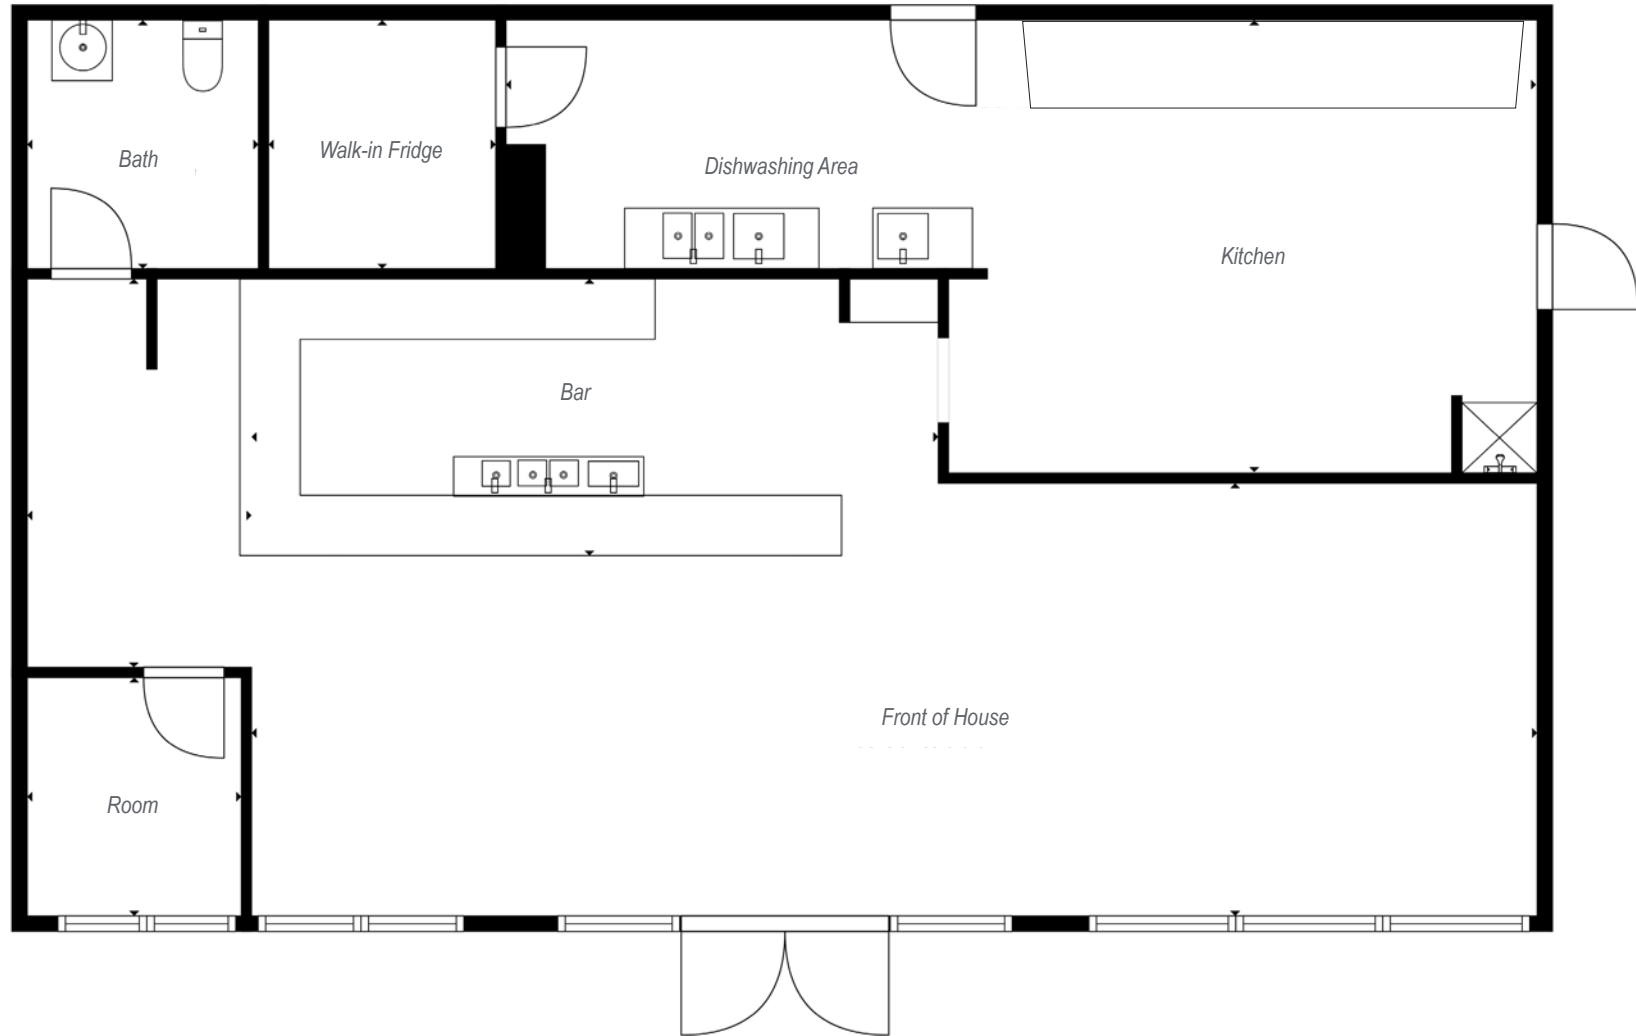 Bath
Walk-in Fridge
Dishwashing Area
Kitchen
Bar
Front of House
Room